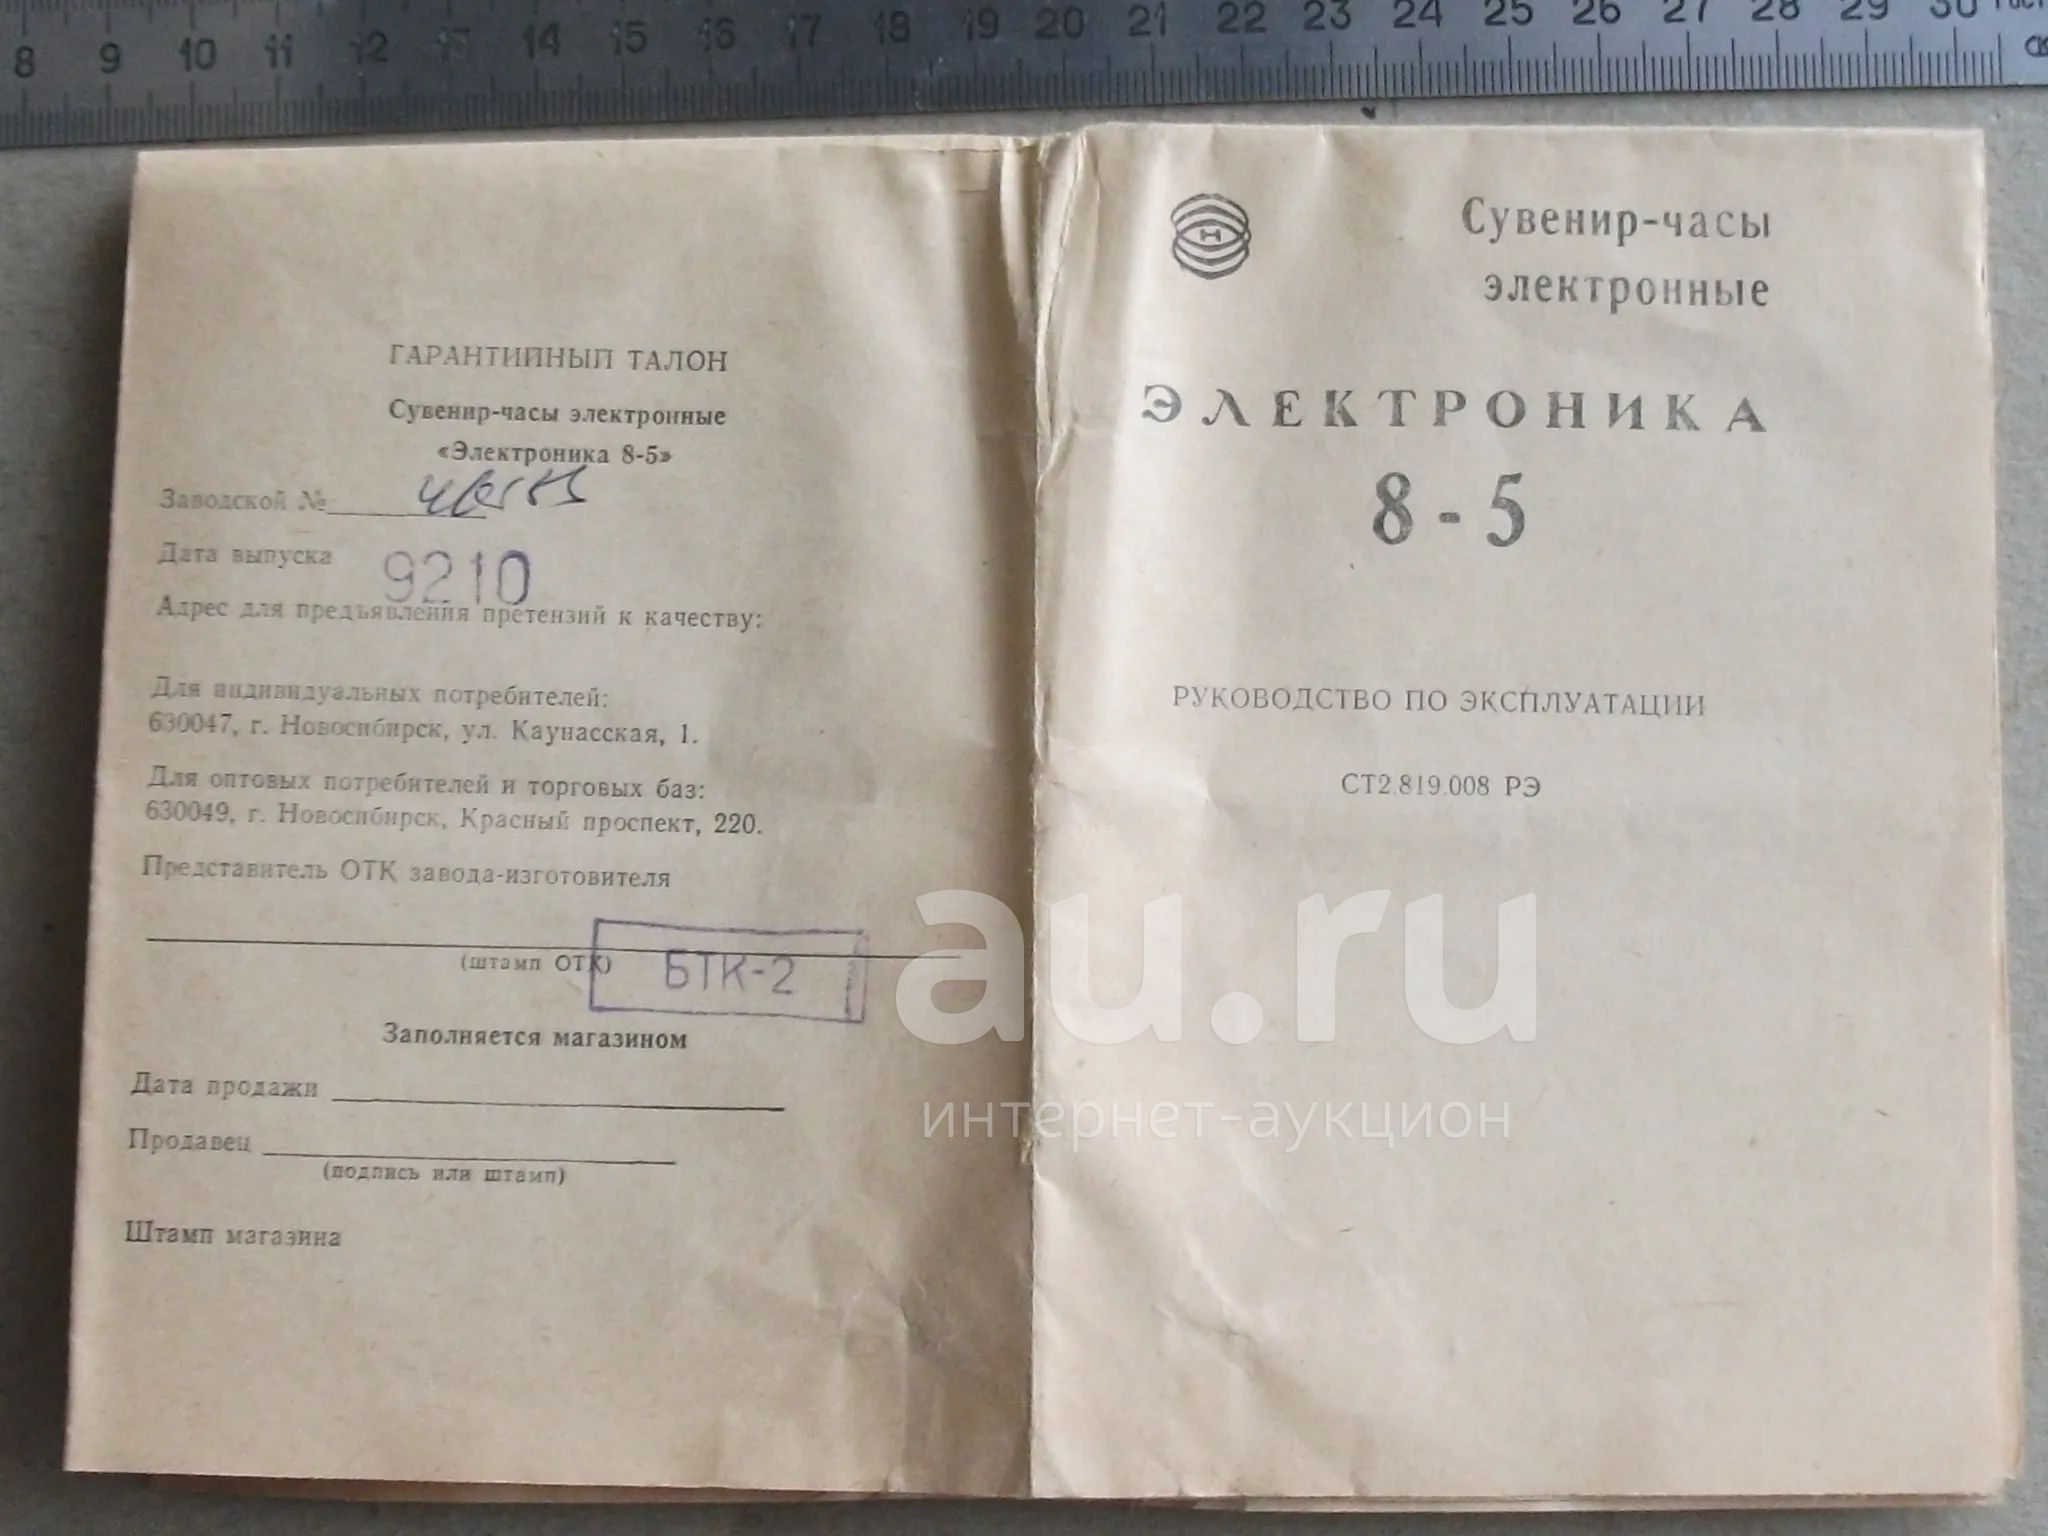 8 9 10 11 12 13 14 15 16 17 18 19 20 21 22 23 24 25 26 27 28 29 30
ГАРАНТИЙНЫЙ ТАЛОН
Сувенир-часы электронные
«Электроника 8-5»
Заводской №
Дата выпуска 9210
Адрес для предъявления претензий к качеству:
Для индивидуальных потребителей:
630047, г. Новосибирск, ул. Каунасская, 1.
Для оптовых потребителей и торговых баз:
630049, г. Новосибирск, Красный проспект, 220.
Представитель ОТК завода-изготовителя
(штамп ОТК)
БТК-2
Заполняется магазином
Дата продажи
Продавец
(подпись или штамп)
Штамп магазина
Сувенир-часы
электронные
ЭЛЕКТРОНИКА
8-5
РУКОВОДСТВО ПО ЭКСПЛУАТАЦИИ
СТ2.819.008 РЭ
au.ru
интернет-аукцион